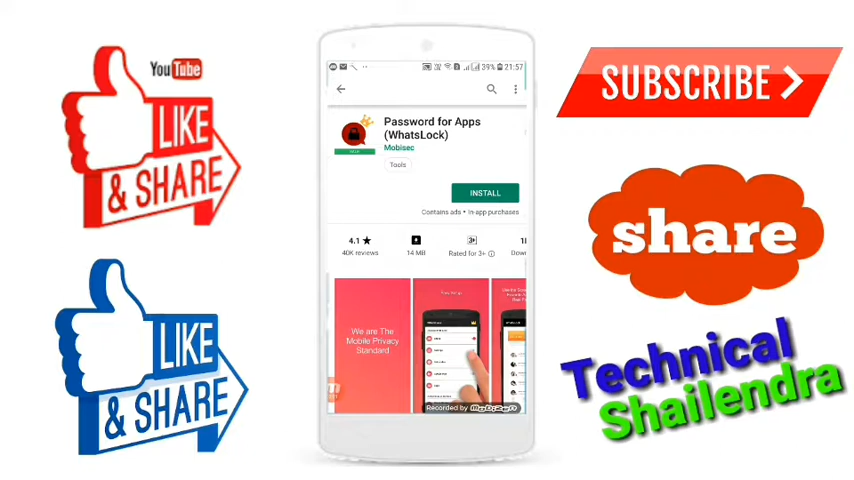 YouTube
LIKE
& SHARE
LIKE
& SHARE
21:57
39%
Password for Apps
(WhatsLock)
Mobisec
Tools
INSTALL
Contains ads • In-app purchases
4.1 ★
40K reviews
14 MB
3+
Rated for 3+
We are The
Mobile Privacy
Standard
Recorded by
SUBSCRIBE >
share
Technical
Shailendra